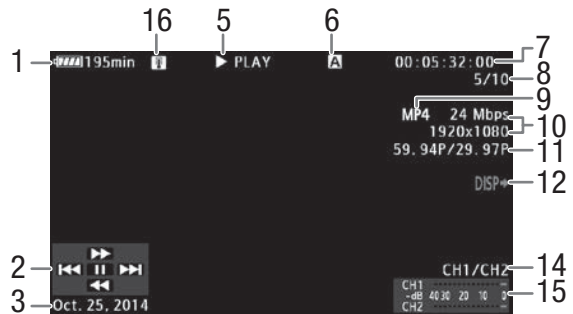 16 5 6
1 195min PLAY A 00:05:32:00 7
5/10 8
9
MP4 24 Mbps 10
1920x1080
59.94P/29.97P 11
DISP 12
2 CH1/CH2 14
CH1
-dB 40 30 20 10 0 15
CH2
3 Oct. 25, 2014